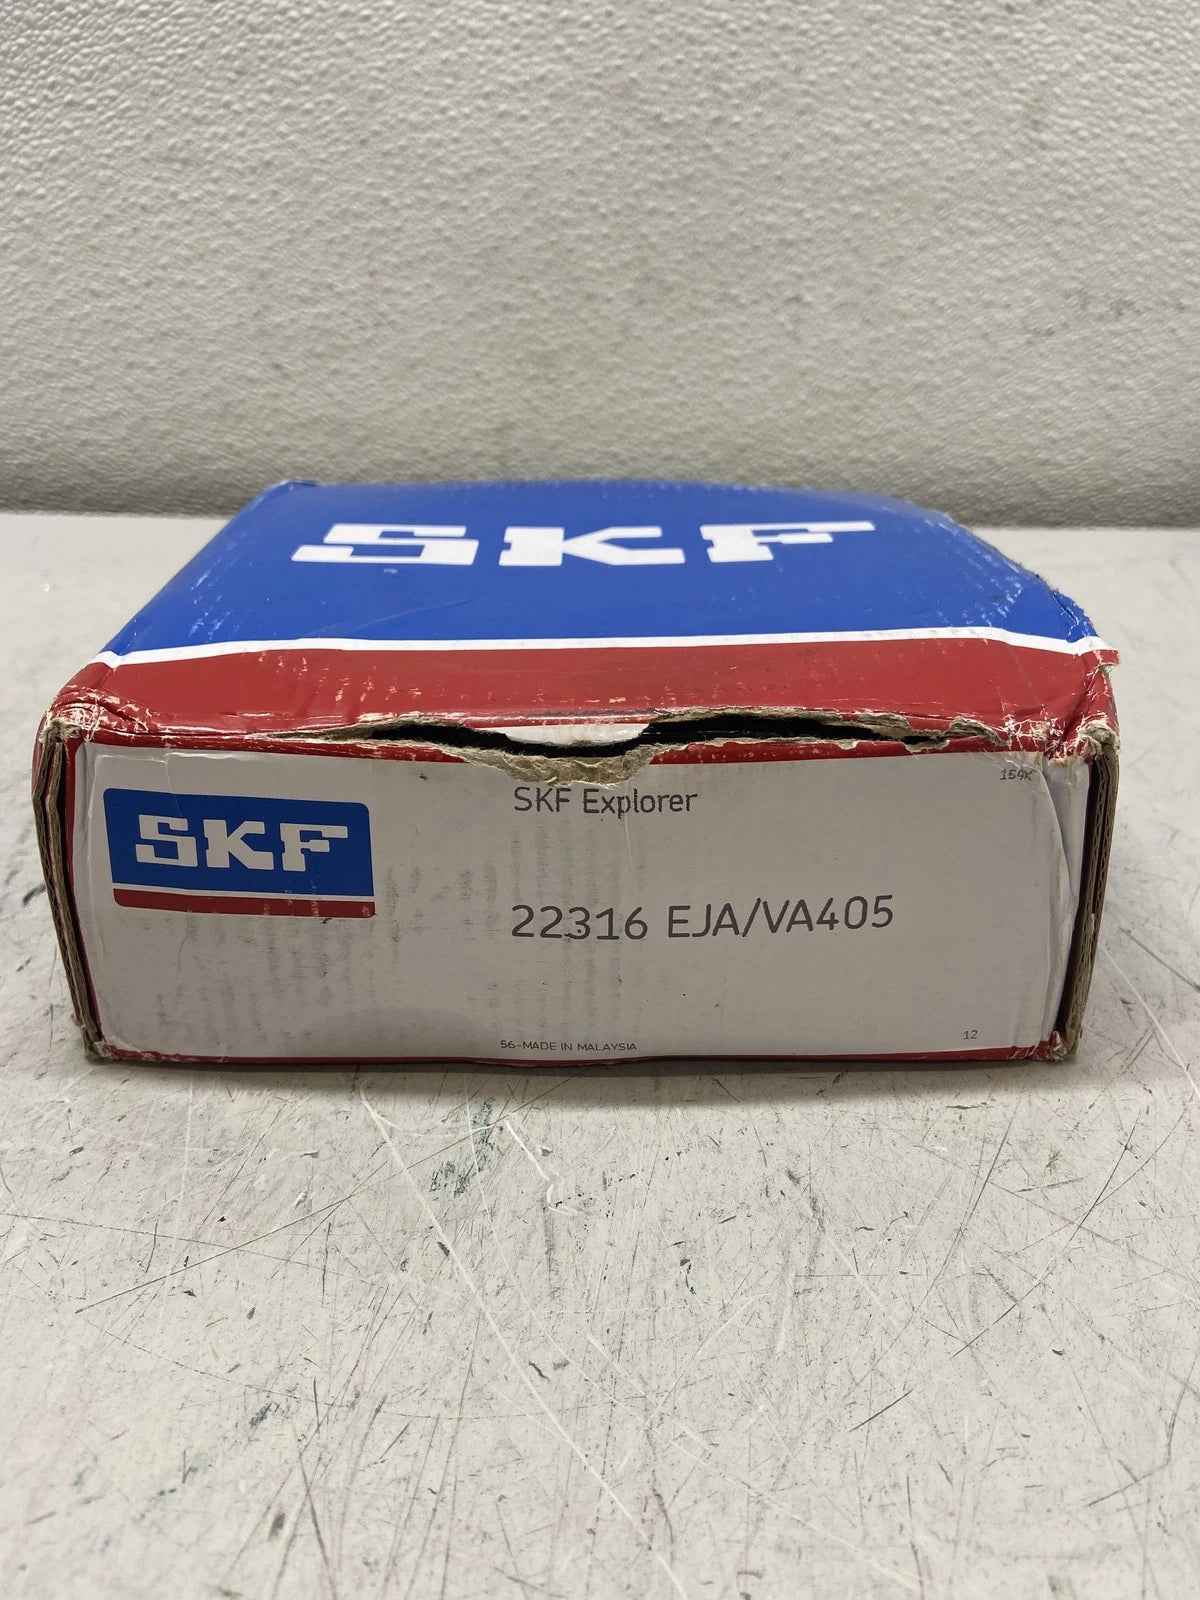 SKF
SKF
SKF Explorer
159K
22316 EJA/VA405
56-MADE IN MALAYSIA
12